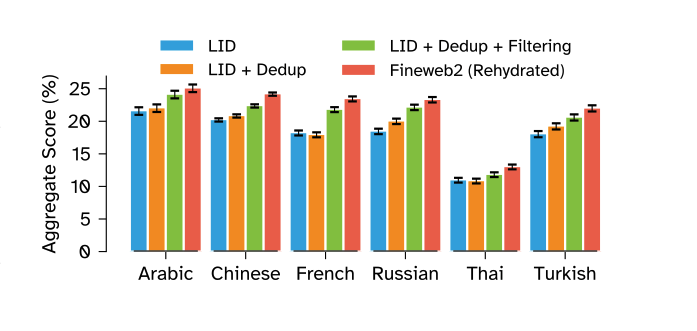 LID
LID + Dedup
LID + Dedup + Filtering
Fineweb2 (Rehydrated)
Aggregate Score (%)
25
20
15
10
5
0
Arabic Chinese French Russian Thai Turkish